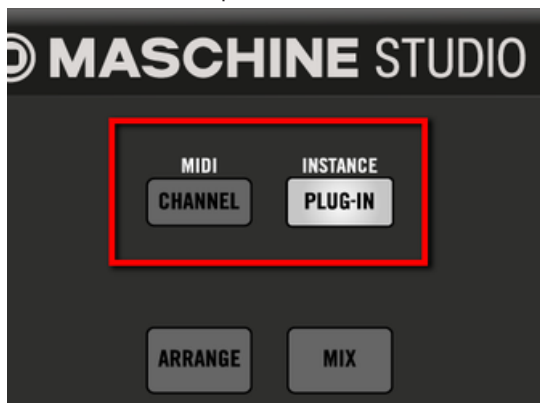 MASCHINE STUDIO
MIDI INSTANCE
CHANNEL PLUG-IN
ARRANGE MIX